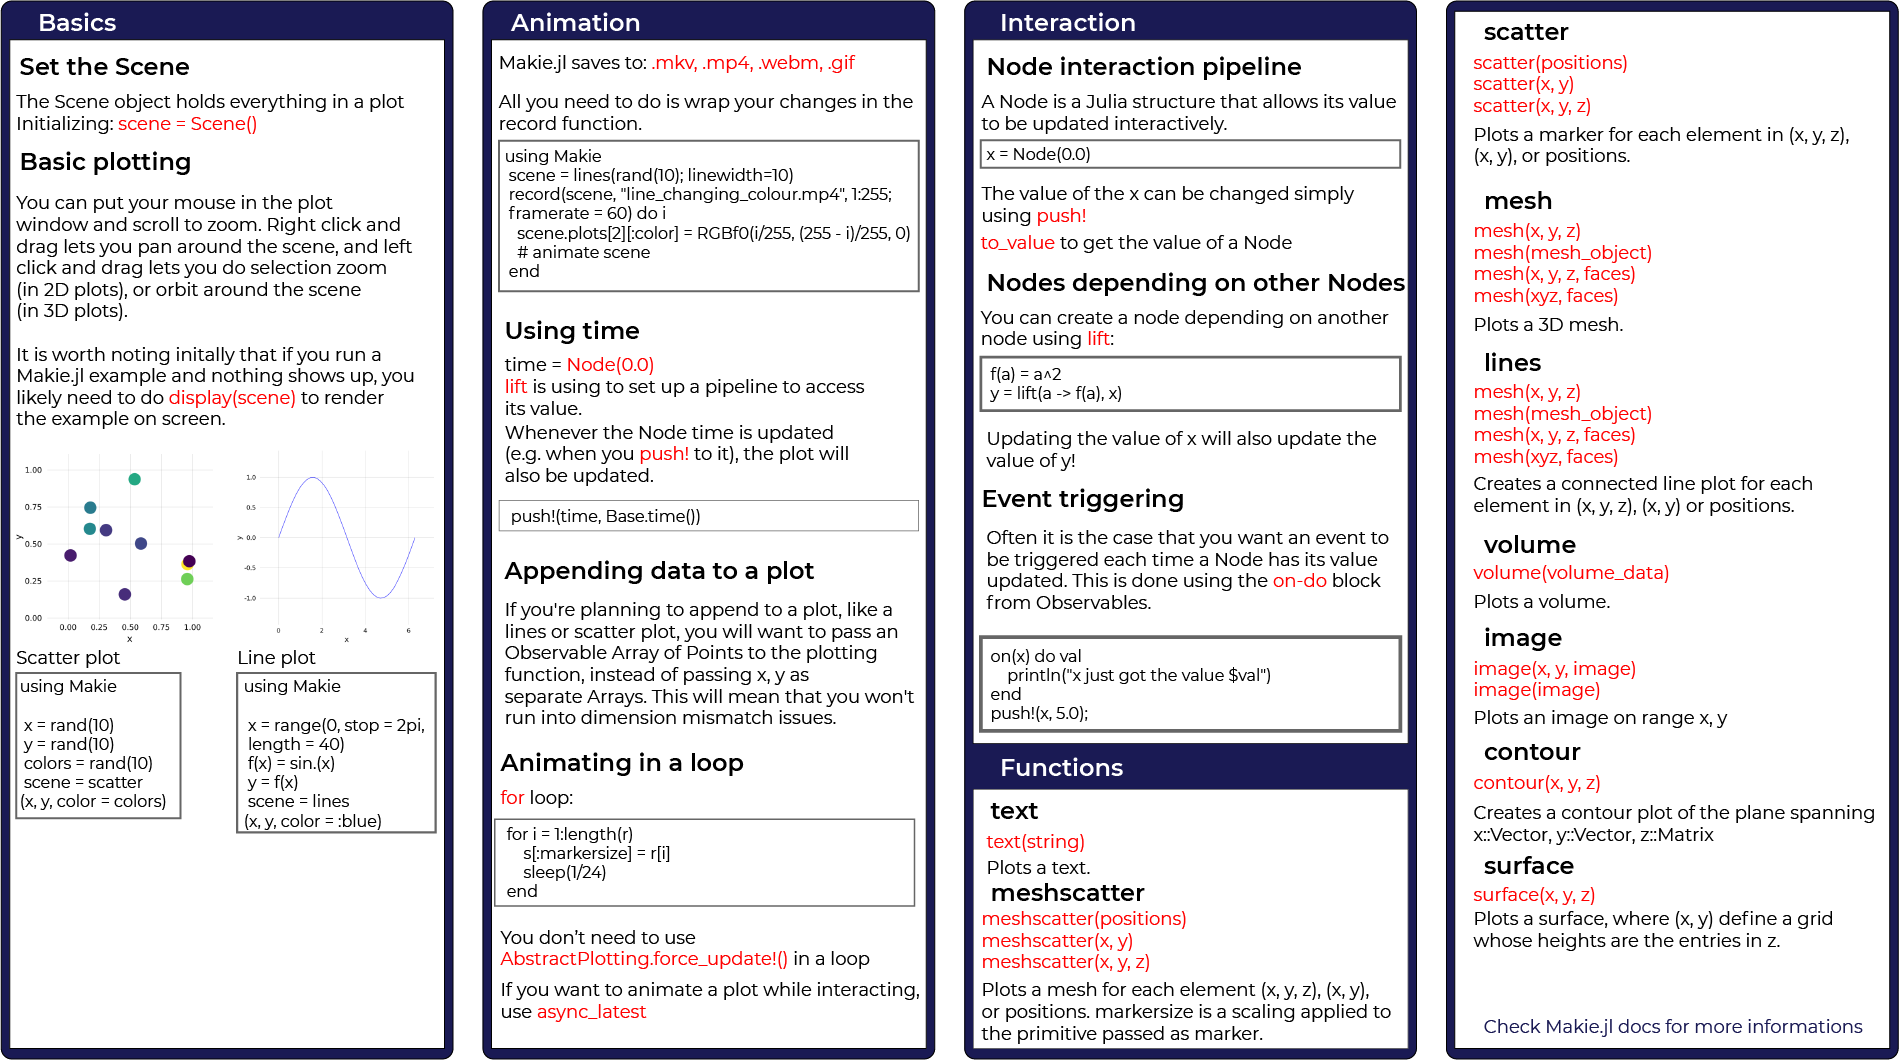 Basics
Set the Scene
The Scene object holds everything in a plot
Initializing: scene = Scene()
Basic plotting
You can put your mouse in the plot
window and scroll to zoom. Right click and
drag lets you pan around the scene, and left
click and drag lets you do selection zoom
(in 2D plots), or orbit around the scene
(in 3D plots).
It is worth noting initally that if you run a
Makie.jl example and nothing shows up, you
likely need to do display(scene) to render
the example on screen.
1.00
0.75
0.50
0.25
0.00
y
0.00 0.25 0.50 0.75 1.00
x
1.0
0.5
0.0
-0.5
-1.0
y
0 2 4 6
x
Scatter plot
using Makie
x = rand(10)
y = rand(10)
colors = rand(10)
scene = scatter
(x, y, color = colors)
Line plot
using Makie
x = range(0, stop = 2pi,
length = 40)
f(x) = sin.(x)
y = f(x)
scene = lines
(x, y, color = :blue)
Animation
Makie.jl saves to: .mkv, .mp4, .webm, .gif
All you need to do is wrap your changes in the
record function.
using Makie
scene = lines(rand(10); linewidth=10)
record(scene, "line_changing_colour.mp4", 1:255;
framerate = 60) do i
scene.plots[2][:color] = RGBf0(i/255, (255 - i)/255, 0)
# animate scene
end
Using time
time = Node(0.0)
lift is using to set up a pipeline to access
its value.
Whenever the Node time is updated
(e.g. when you push! to it), the plot will
also be updated.
push!(time, Base.time())
Appending data to a plot
If you're planning to append to a plot, like a
lines or scatter plot, you will want to pass an
Observable Array of Points to the plotting
function, instead of passing x, y as
separate Arrays. This will mean that you won't
run into dimension mismatch issues.
Animating in a loop
for loop:
for i = 1:length(r)
s[:markersize] = r[i]
sleep(1/24)
end
You don’t need to use
AbstractPlotting.force_update!() in a loop
If you want to animate a plot while interacting,
use async_latest
Interaction
Node interaction pipeline
A Node is a Julia structure that allows its value
to be updated interactively.
x = Node(0.0)
The value of the x can be changed simply
using push!
to_value to get the value of a Node
Nodes depending on other Nodes
You can create a node depending on another
node using lift:
f(a) = a^2
y = lift(a -> f(a), x)
Updating the value of x will also update the
value of y!
Event triggering
Often it is the case that you want an event to
be triggered each time a Node has its value
updated. This is done using the on-do block
from Observables.
on(x) do val
println("x just got the value $val")
end
push!(x, 5.0);
Functions
text
text(string)
Plots a text.
meshscatter
meshscatter(positions)
meshscatter(x, y)
meshscatter(x, y, z)
Plots a mesh for each element (x, y, z), (x, y),
or positions. markersize is a scaling applied to
the primitive passed as marker.
scatter
scatter(positions)
scatter(x, y)
scatter(x, y, z)
Plots a marker for each element in (x, y, z),
(x, y), or positions.
mesh
mesh(x, y, z)
mesh(mesh_object)
mesh(x, y, z, faces)
mesh(xyz, faces)
Plots a 3D mesh.
lines
mesh(x, y, z)
mesh(mesh_object)
mesh(x, y, z, faces)
mesh(xyz, faces)
Creates a connected line plot for each
element in (x, y, z), (x, y) or positions.
volume
volume(volume_data)
Plots a volume.
image
image(x, y, image)
image(image)
Plots an image on range x, y
contour
contour(x, y, z)
Creates a contour plot of the plane spanning
x::Vector, y::Vector, z::Matrix
surface
surface(x, y, z)
Plots a surface, where (x, y) define a grid
whose heights are the entries in z.
Check Makie.jl docs for more informations